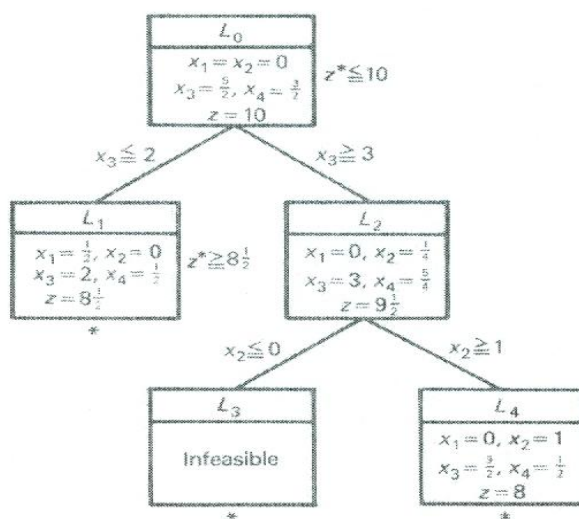 L₀
x₁ = x₂ = 0
x₃ = 5/2, x₄ = 3/2
z = 10
z* ≦ 10
x₃ ≦ 2
x₃ ≧ 3
L₁
x₁ = 1/2, x₂ = 0
x₃ = 2, x₄ = 1/2
z = 8 1/2
*
z* ≧ 8 1/2
L₂
x₁ = 0, x₂ = 1/4
x₃ = 3, x₄ = 5/4
z = 9 1/2
x₂ ≦ 0
x₂ ≧ 1
L₃
Infeasible
*
L₄
x₁ = 0, x₂ = 1
x₃ = 9/2, x₄ = 1/2
z = 8
*